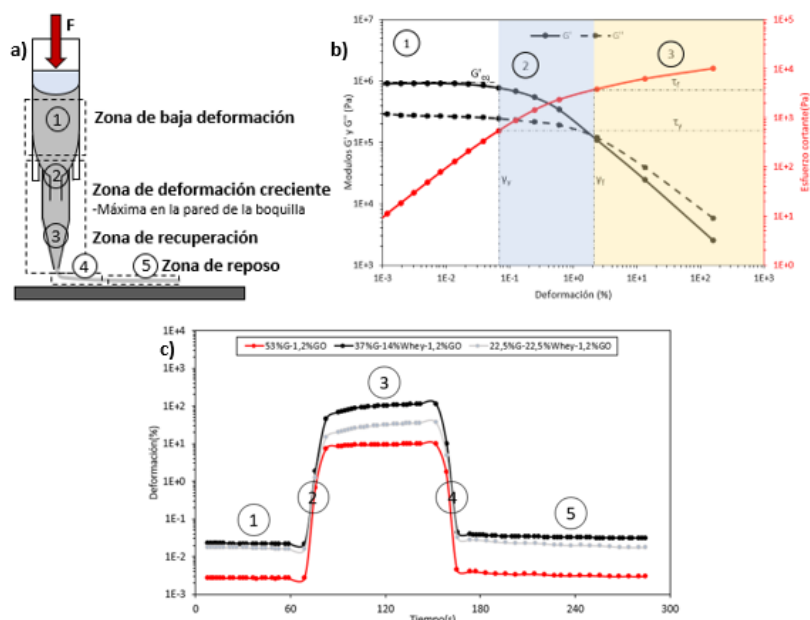 a)
F
1
2
3
4
5
Zona de baja deformación
Zona de deformación creciente
-Máxima en la pared de la boquilla
Zona de recuperación
Zona de reposo
b)
1
2
3
G'
G''
G'eq
τf
τy
γy
γf
Modulos G' y G'' (Pa)
1E+7
1E+6
1E+5
1E+4
1E+3
1E-3
1E-2
1E-1
1E+0
1E+1
1E+2
1E+3
Deformación (%)
1E+5
1E+4
1E+3
1E+2
1E+1
1E+0
Esfuerzo cortante(Pa)
c)
53%G-1,2%GO
37%G-14%Whey-1,2%GO
22,5%G-22,5%Whey-1,2%GO
1
2
3
4
5
Deformación(%)
1E+4
1E+3
1E+2
1E+1
1E+0
1E-1
1E-2
1E-3
0
60
120
180
240
300
Tiempo(s)